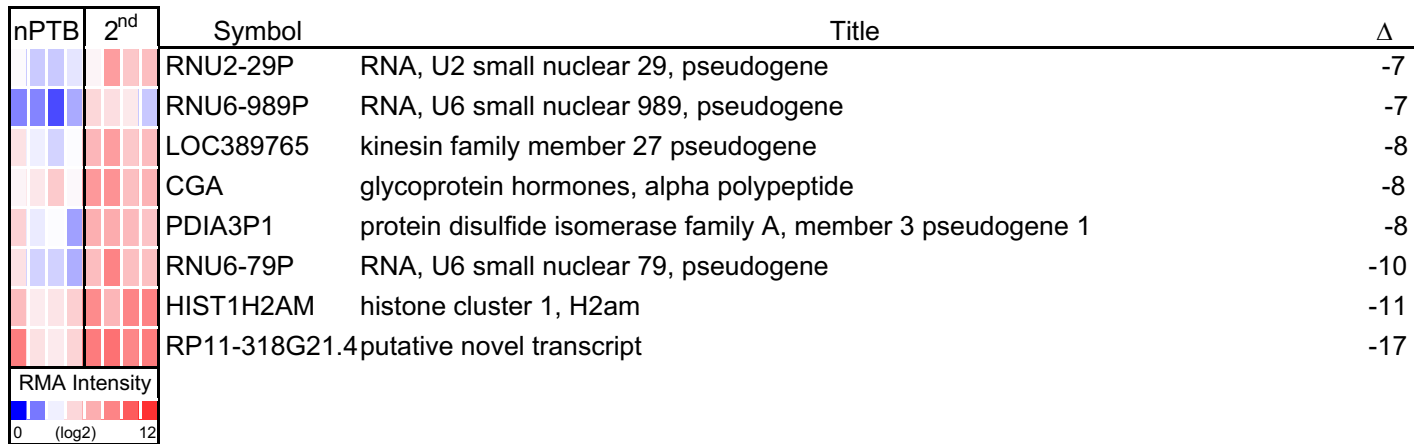 nPTB 2nd Symbol Title Δ
RNU2-29P RNA, U2 small nuclear 29, pseudogene -7
RNU6-989P RNA, U6 small nuclear 989, pseudogene -7
LOC389765 kinesin family member 27 pseudogene -8
CGA glycoprotein hormones, alpha polypeptide -8
PDIA3P1 protein disulfide isomerase family A, member 3 pseudogene 1 -8
RNU6-79P RNA, U6 small nuclear 79, pseudogene -10
HIST1H2AM histone cluster 1, H2am -11
RP11-318G21.4 putative novel transcript -17
RMA Intensity
0 (log2) 12